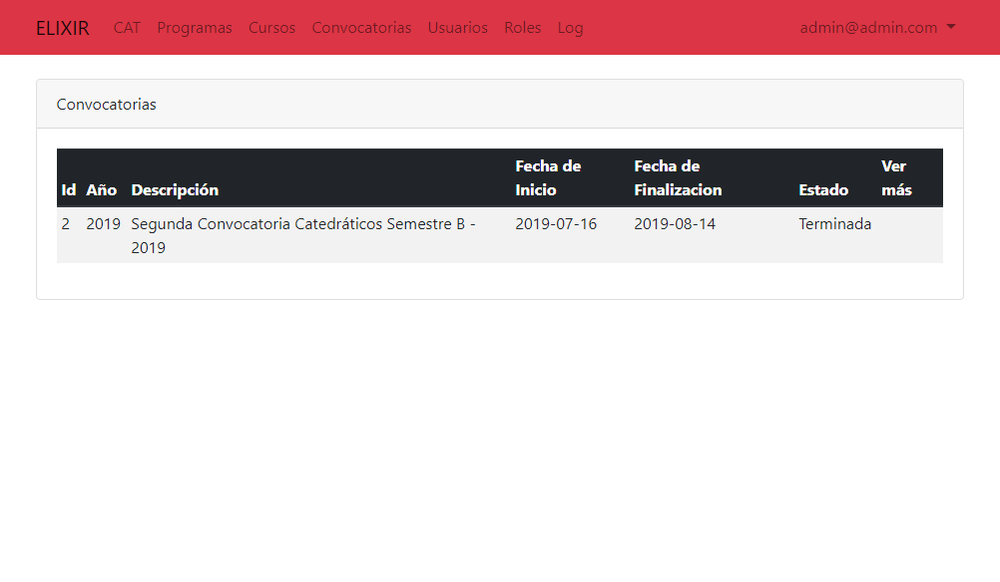 ELIXIR CAT Programas Cursos Convocatorias Usuarios Roles Log admin@admin.com
Convocatorias
Id Año Descripción Fecha de Inicio Fecha de Finalizacion Estado Ver más
2 2019 Segunda Convocatoria Catedráticos Semestre B - 2019-07-16 2019-08-14 Terminada
2019